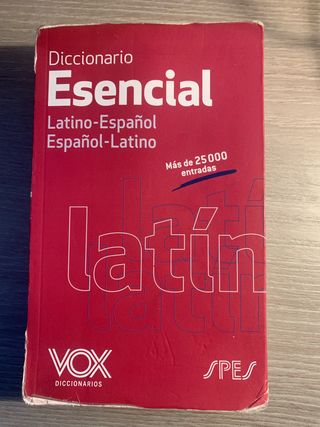 Diccionario
Esencial
Latino-Español
Español-Latino
Más de 25 000
entradas
latín
VOX
DICCIONARIOS
SPES